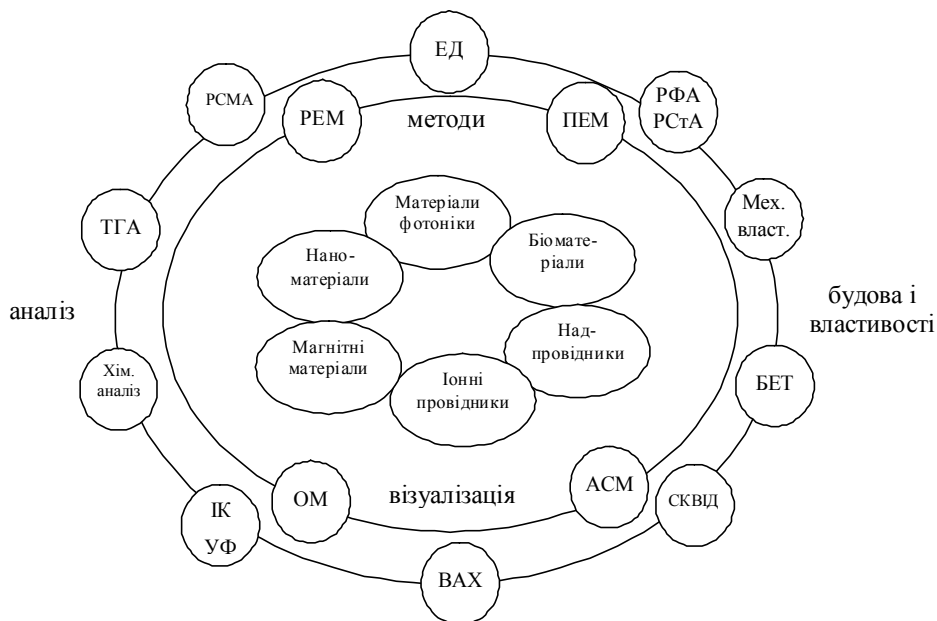 ЕД
РСМА
РЕМ
методи
ПЕМ
РФА
РСтА
ТГА
Матеріали
фотоніки
Мех.
власт.
Нано-
матеріали
Біомате-
ріали
аналіз
будова і
властивості
Магнітні
матеріали
Над-
провідники
Хім.
аналіз
Іонні
провідники
БЕТ
ОМ
візуалізація
АСМ
СКВІД
ІК
УФ
ВАХ